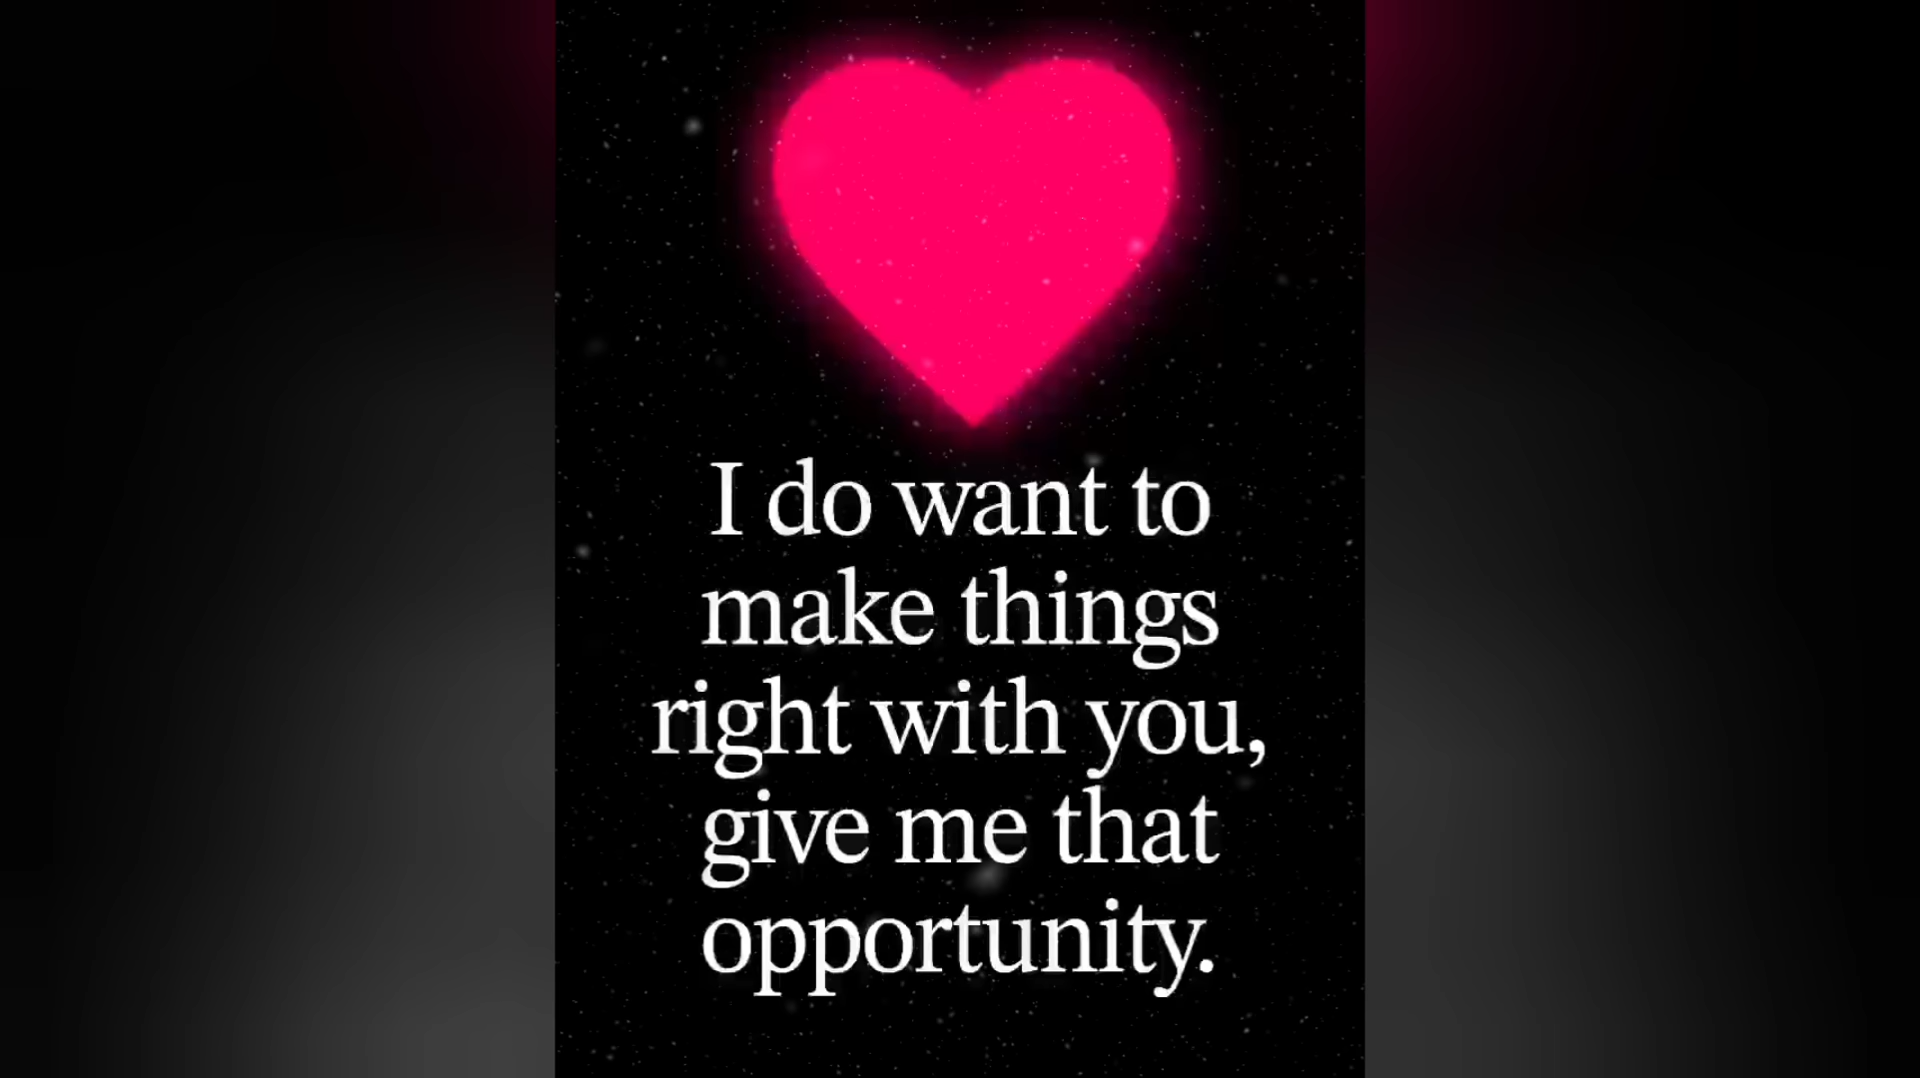 I do want to
make things
right with you,
give me that
opportunity.